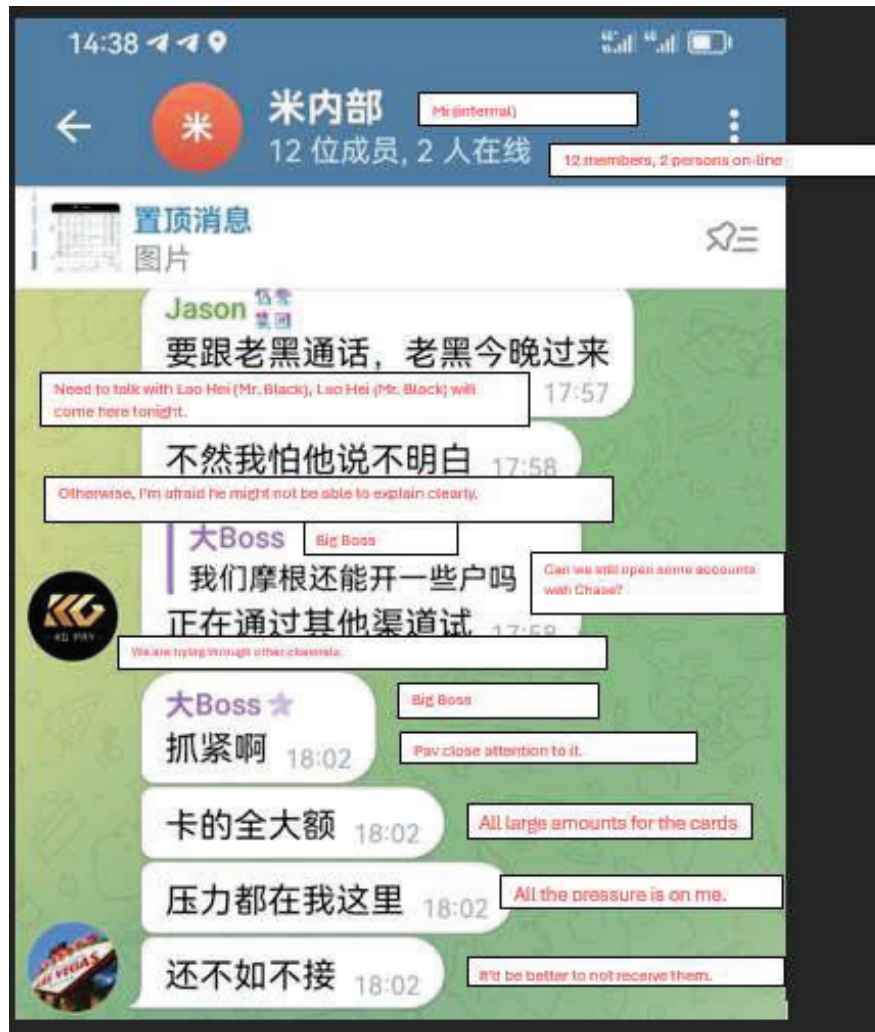 14:38
米 米内部 Mi (internal)
12 位成员, 2 人在线 12 members, 2 persons on-line
置顶消息
图片
Jason 集团
要跟老黑通话，老黑今晚过来
17:57
Need to talk with Lao Hei (Mr. Black), Lao Hei (Mr. Black) will
come here tonight.
不然我怕他说不明白 17:58
Otherwise, I'm afraid he might not be able to explain clearly.
大Boss Big Boss
我们摩根还能开一些户吗
Can we still open some accounts
with Chase?
正在通过其他渠道试 17:58
KG PAY
We are trying through other channels.
大Boss Big Boss
抓紧啊 18:02 Pay close attention to it.
卡的全大额 18:02 All large amounts for the cards
压力都在我这里 18:02 All the pressure is on me.
VEGAS
还不如不接 18:02 It'd be better to not receive them.